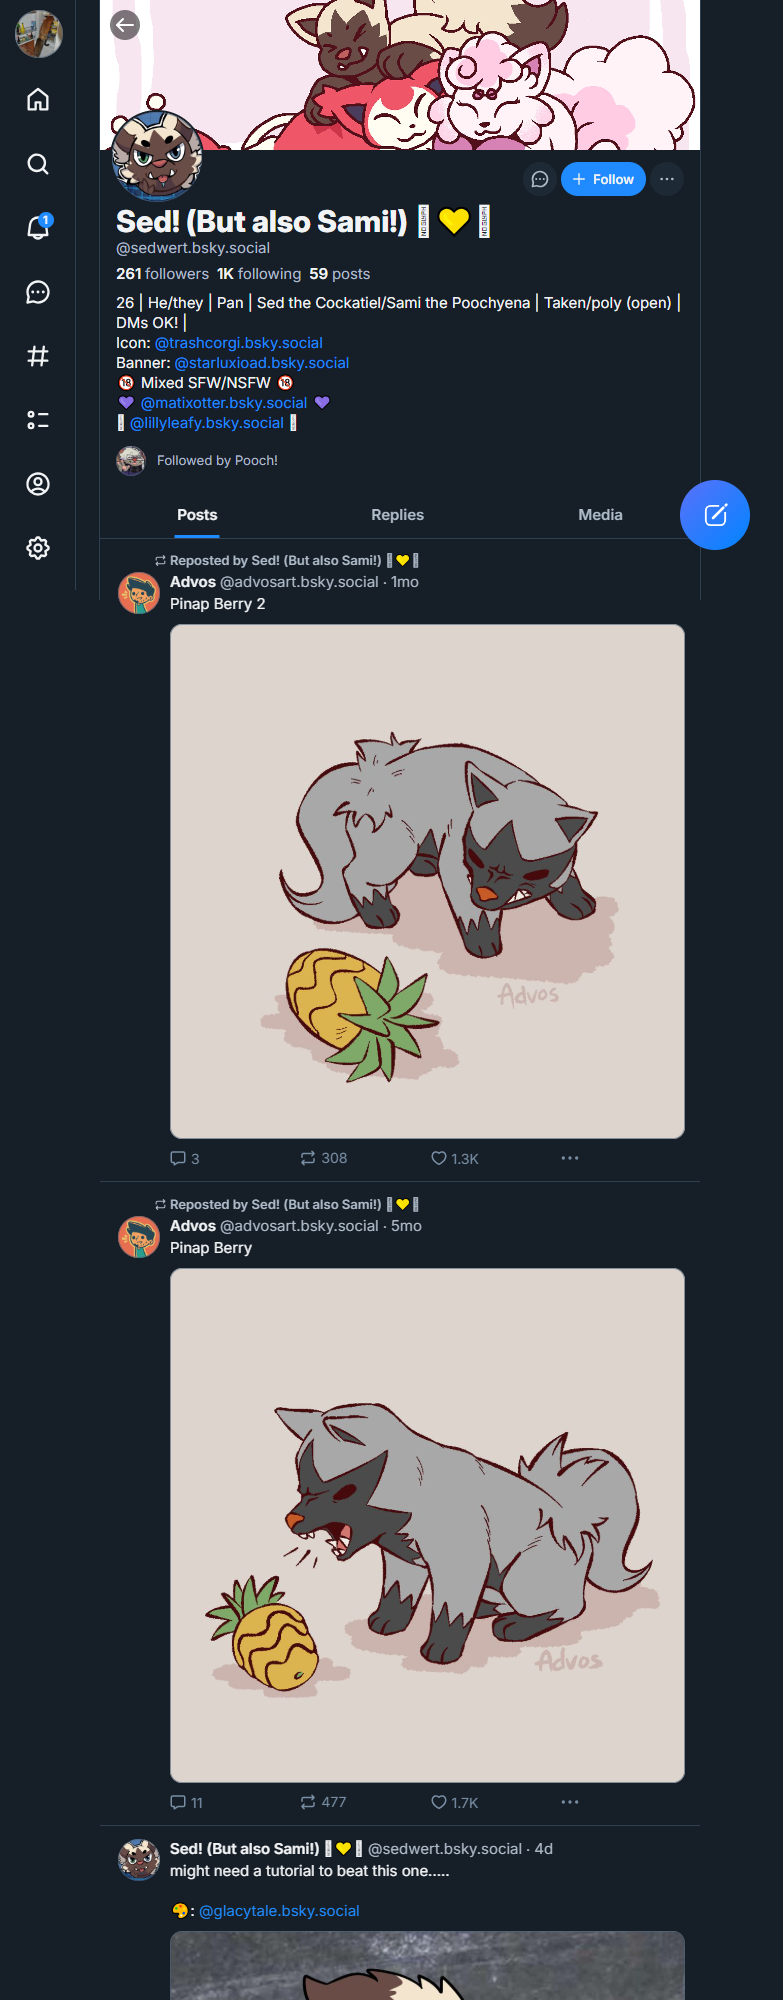 1
Follow
Sed! (But also Sami!) 💛
@sedwert.bsky.social
261 followers 1K following 59 posts
26 | He/they | Pan | Sed the Cockatiel/Sami the Poochyena | Taken/poly (open) |
DMs OK! |
Icon: @trashcorgi.bsky.social
Banner: @starluxioad.bsky.social
🔞 Mixed SFW/NSFW 🔞
💜 @matixotter.bsky.social 💜
@lillyleafy.bsky.social
Followed by Pooch!
Posts Replies Media
Reposted by Sed! (But also Sami!) 💛
Advos @advosart.bsky.social · 1mo
Pinap Berry 2
Advos
3 308 1.3K
Reposted by Sed! (But also Sami!) 💛
Advos @advosart.bsky.social · 5mo
Pinap Berry
Advos
11 477 1.7K
Sed! (But also Sami!) 💛 @sedwert.bsky.social · 4d
might need a tutorial to beat this one.....
🎨: @glacytale.bsky.social